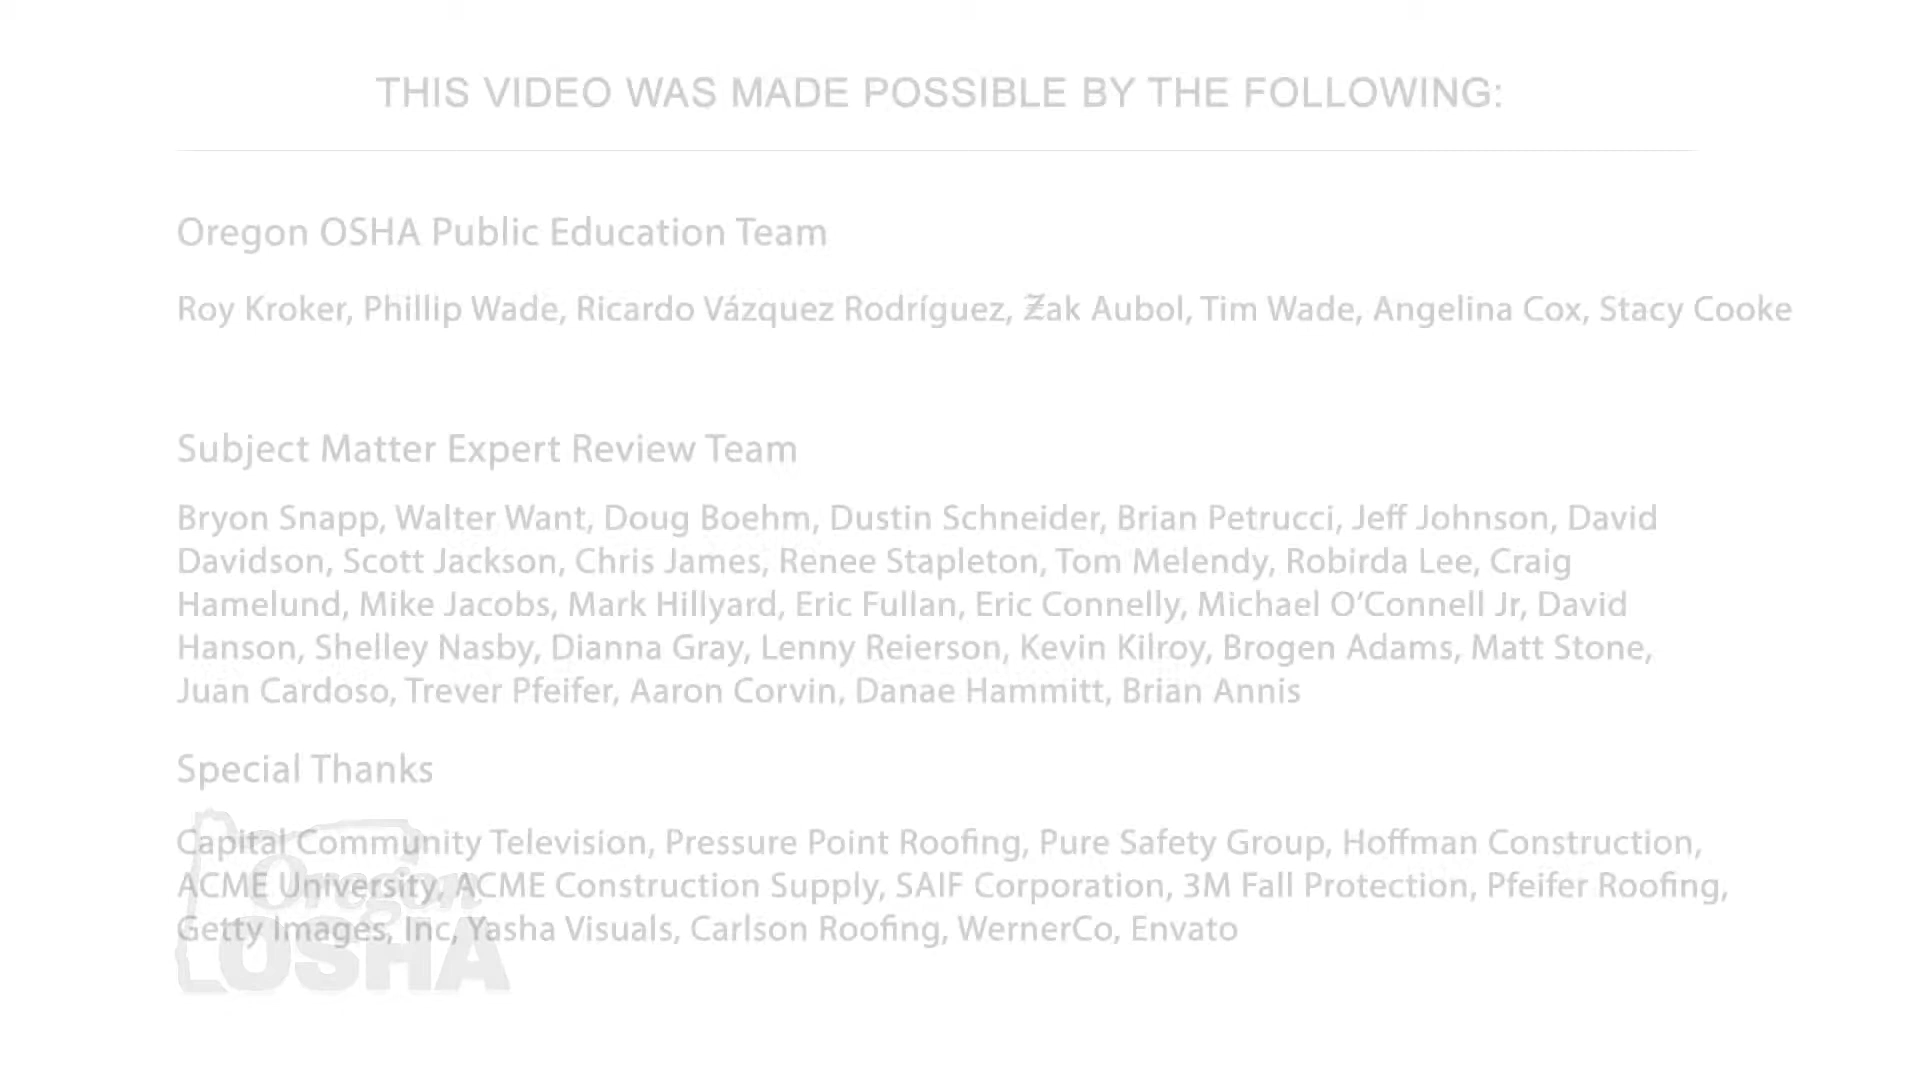 THIS VIDEO WAS MADE POSSIBLE BY THE FOLLOWING:
Oregon OSHA Public Education Team
Roy Kroker, Phillip Wade, Ricardo Vázquez Rodríguez, Ƶak Aubol, Tim Wade, Angelina Cox, Stacy Cooke
Subject Matter Expert Review Team
Bryon Snapp, Walter Want, Doug Boehm, Dustin Schneider, Brian Petrucci, Jeff Johnson, David
Davidson, Scott Jackson, Chris James, Renee Stapleton, Tom Melendy, Robirda Lee, Craig
Hamelund, Mike Jacobs, Mark Hillyard, Eric Fullan, Eric Connelly, Michael O’Connell Jr, David
Hanson, Shelley Nasby, Dianna Gray, Lenny Reierson, Kevin Kilroy, Brogen Adams, Matt Stone,
Juan Cardoso, Trever Pfeifer, Aaron Corvin, Danae Hammitt, Brian Annis
Special Thanks
Capital Community Television, Pressure Point Roofing, Pure Safety Group, Hoffman Construction,
ACME University, ACME Construction Supply, SAIF Corporation, 3M Fall Protection, Pfeifer Roofing,
Getty Images, Inc, Yasha Visuals, Carlson Roofing, WernerCo, Envato
Oregon
OSHA